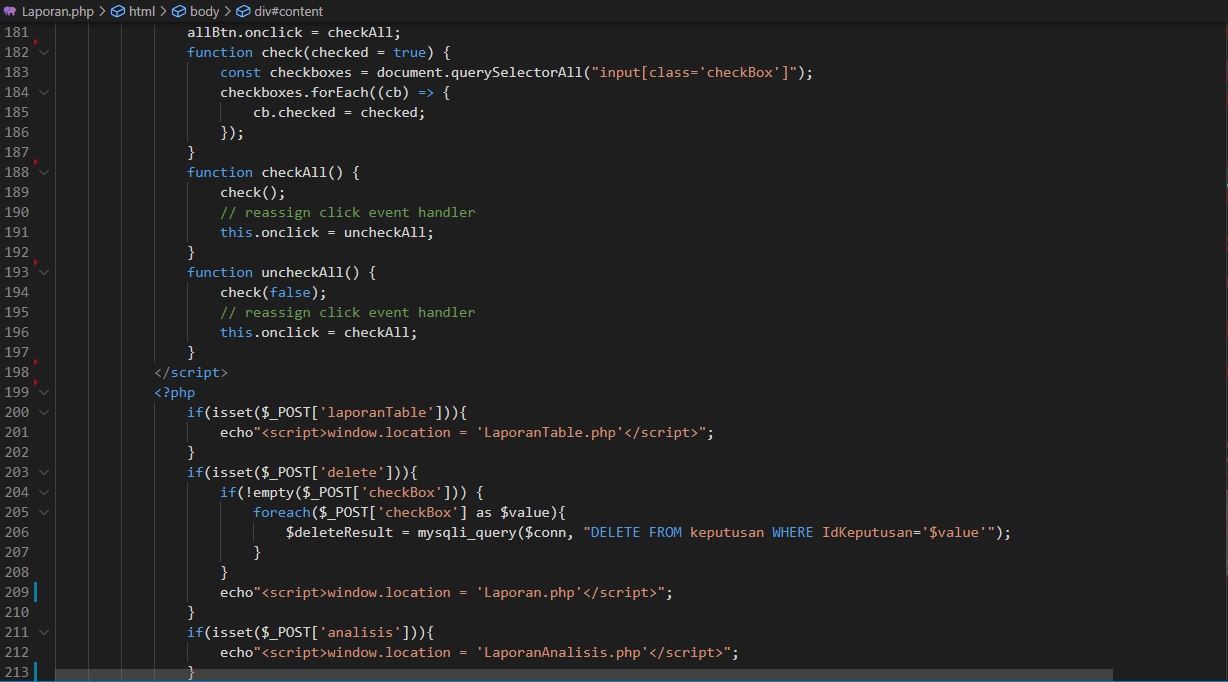 Laporan.php > html > body > div#content
181 allBtn.onclick = checkAll;
182 function check(checked = true) {
183 const checkboxes = document.querySelectorAll("input[class='checkBox']");
184 checkboxes.forEach((cb) => {
185 cb.checked = checked;
186 });
187 }
188 function checkAll() {
189 check();
190 // reassign click event handler
191 this.onclick = uncheckAll;
192 }
193 function uncheckAll() {
194 check(false);
195 // reassign click event handler
196 this.onclick = checkAll;
197 }
198 </script>
199 <?php
200 if(isset($_POST['laporanTable'])){
201 echo"<script>window.location = 'LaporanTable.php'</script>";
202 }
203 if(isset($_POST['delete'])){
204 if(!empty($_POST['checkBox'])) {
205 foreach($_POST['checkBox'] as $value){
206 $deleteResult = mysqli_query($conn, "DELETE FROM keputusan WHERE IdKeputusan='$value'");
207 }
208 }
209 echo"<script>window.location = 'Laporan.php'</script>";
210 }
211 if(isset($_POST['analisis'])){
212 echo"<script>window.location = 'LaporanAnalisis.php'</script>";
213 }